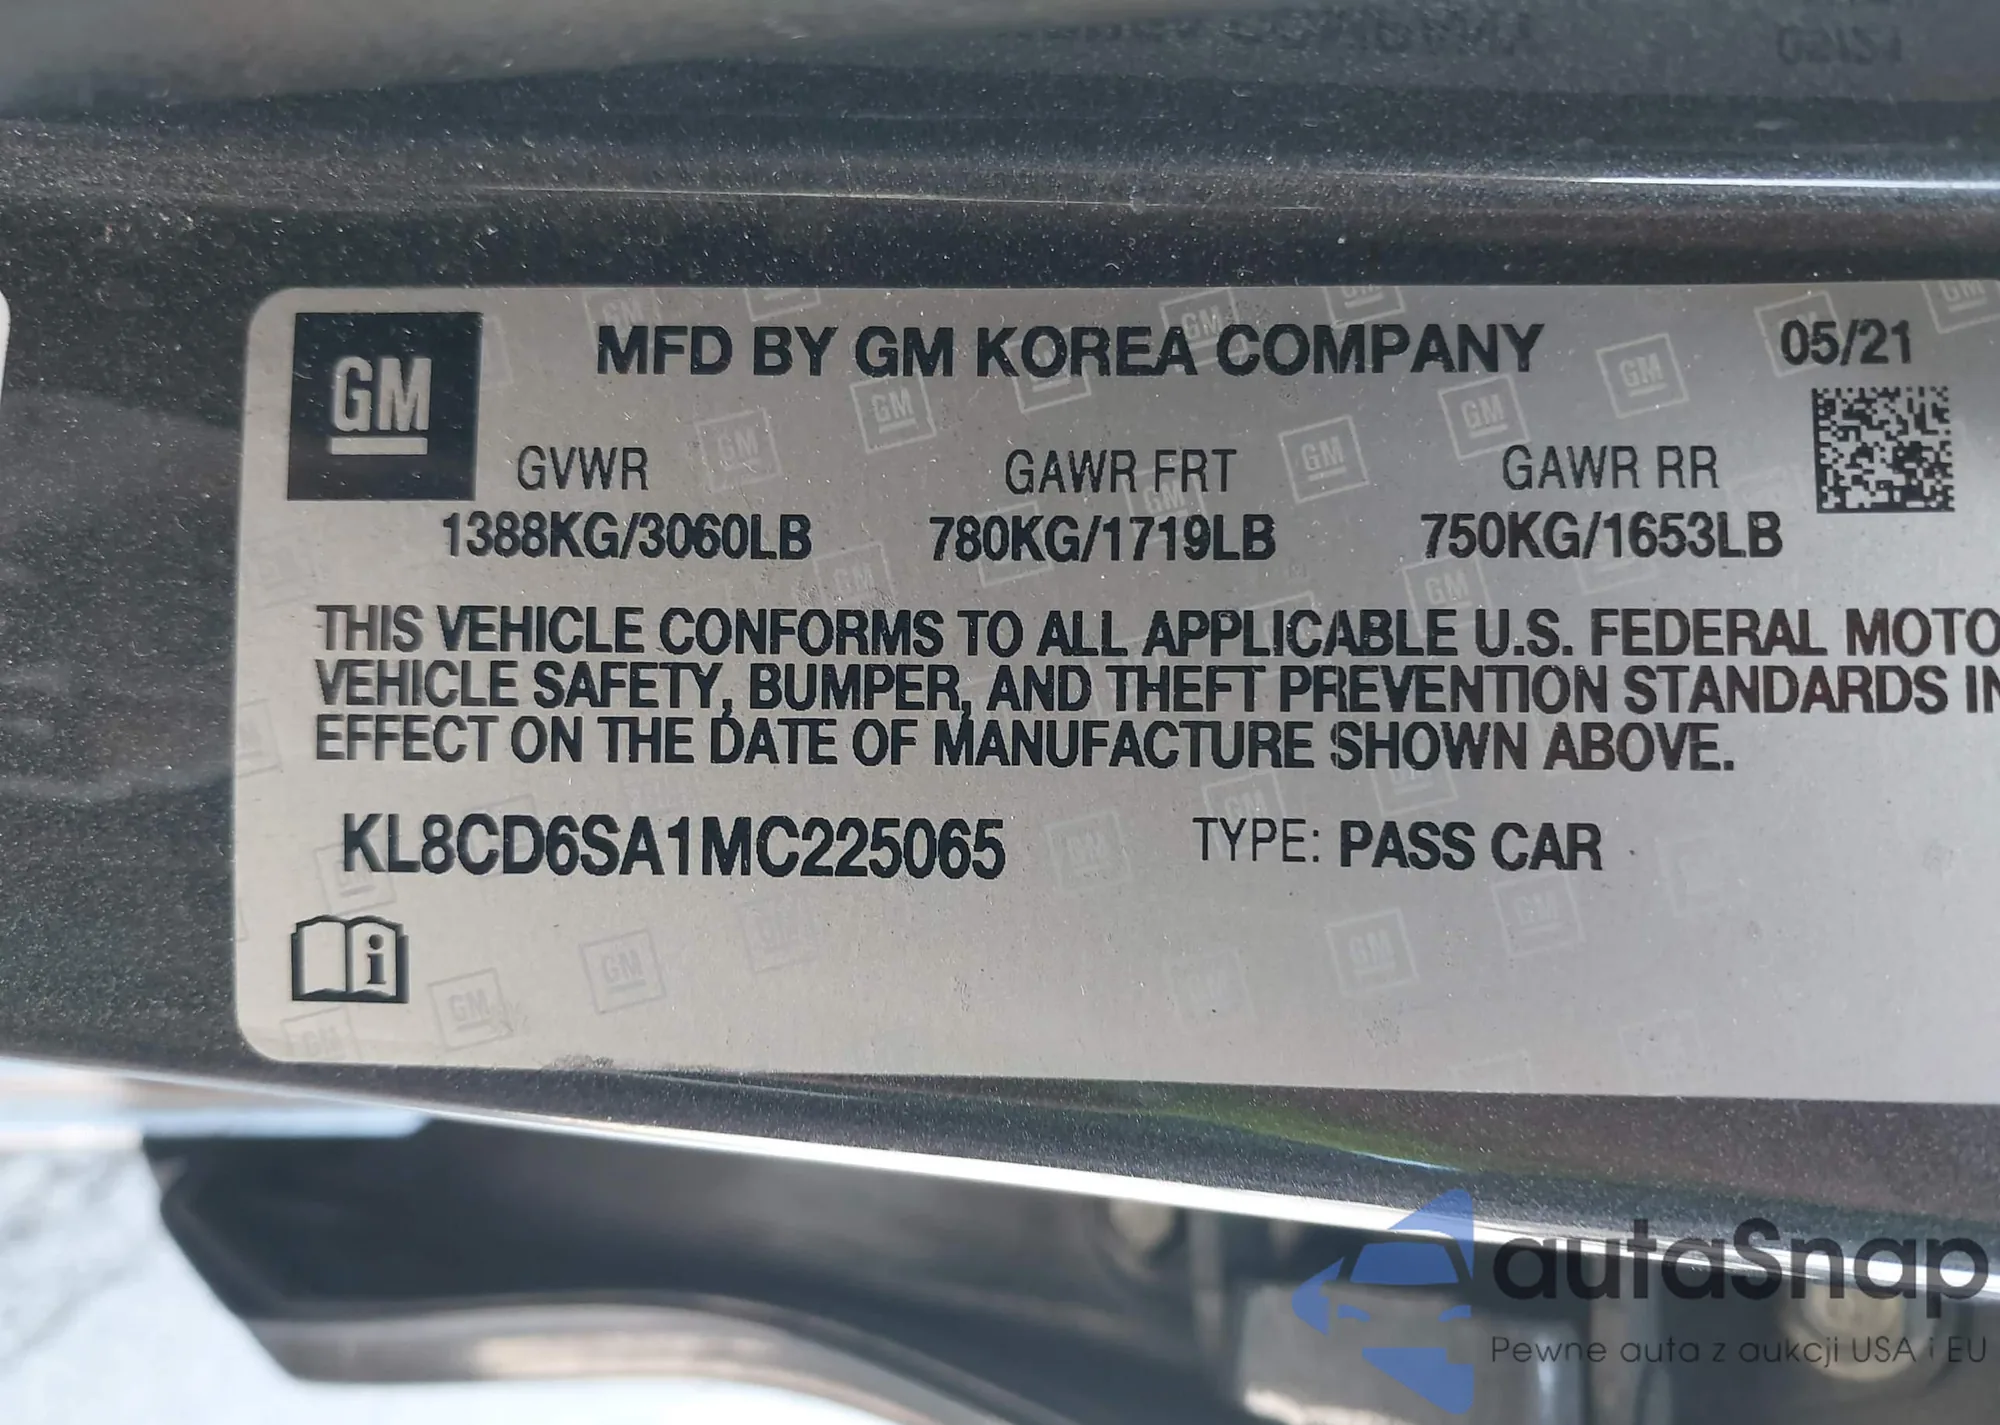 GM
MFD BY GM KOREA COMPANY 05/21
GVWR GAWR FRT GAWR RR
1388KG/3060LB 780KG/1719LB 750KG/1653LB
THIS VEHICLE CONFORMS TO ALL APPLICABLE U.S. FEDERAL MOTO
VEHICLE SAFETY, BUMPER, AND THEFT PREVENTION STANDARDS IN
EFFECT ON THE DATE OF MANUFACTURE SHOWN ABOVE.
KL8CD6SA1MC225065 TYPE: PASS CAR
autaSnap
Pewne auta z aukcji USA i EU